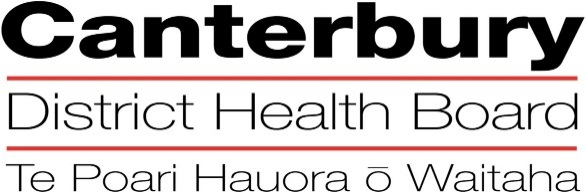 Canterbury
District Health Board
Te Poari Hauora ō Waitaha